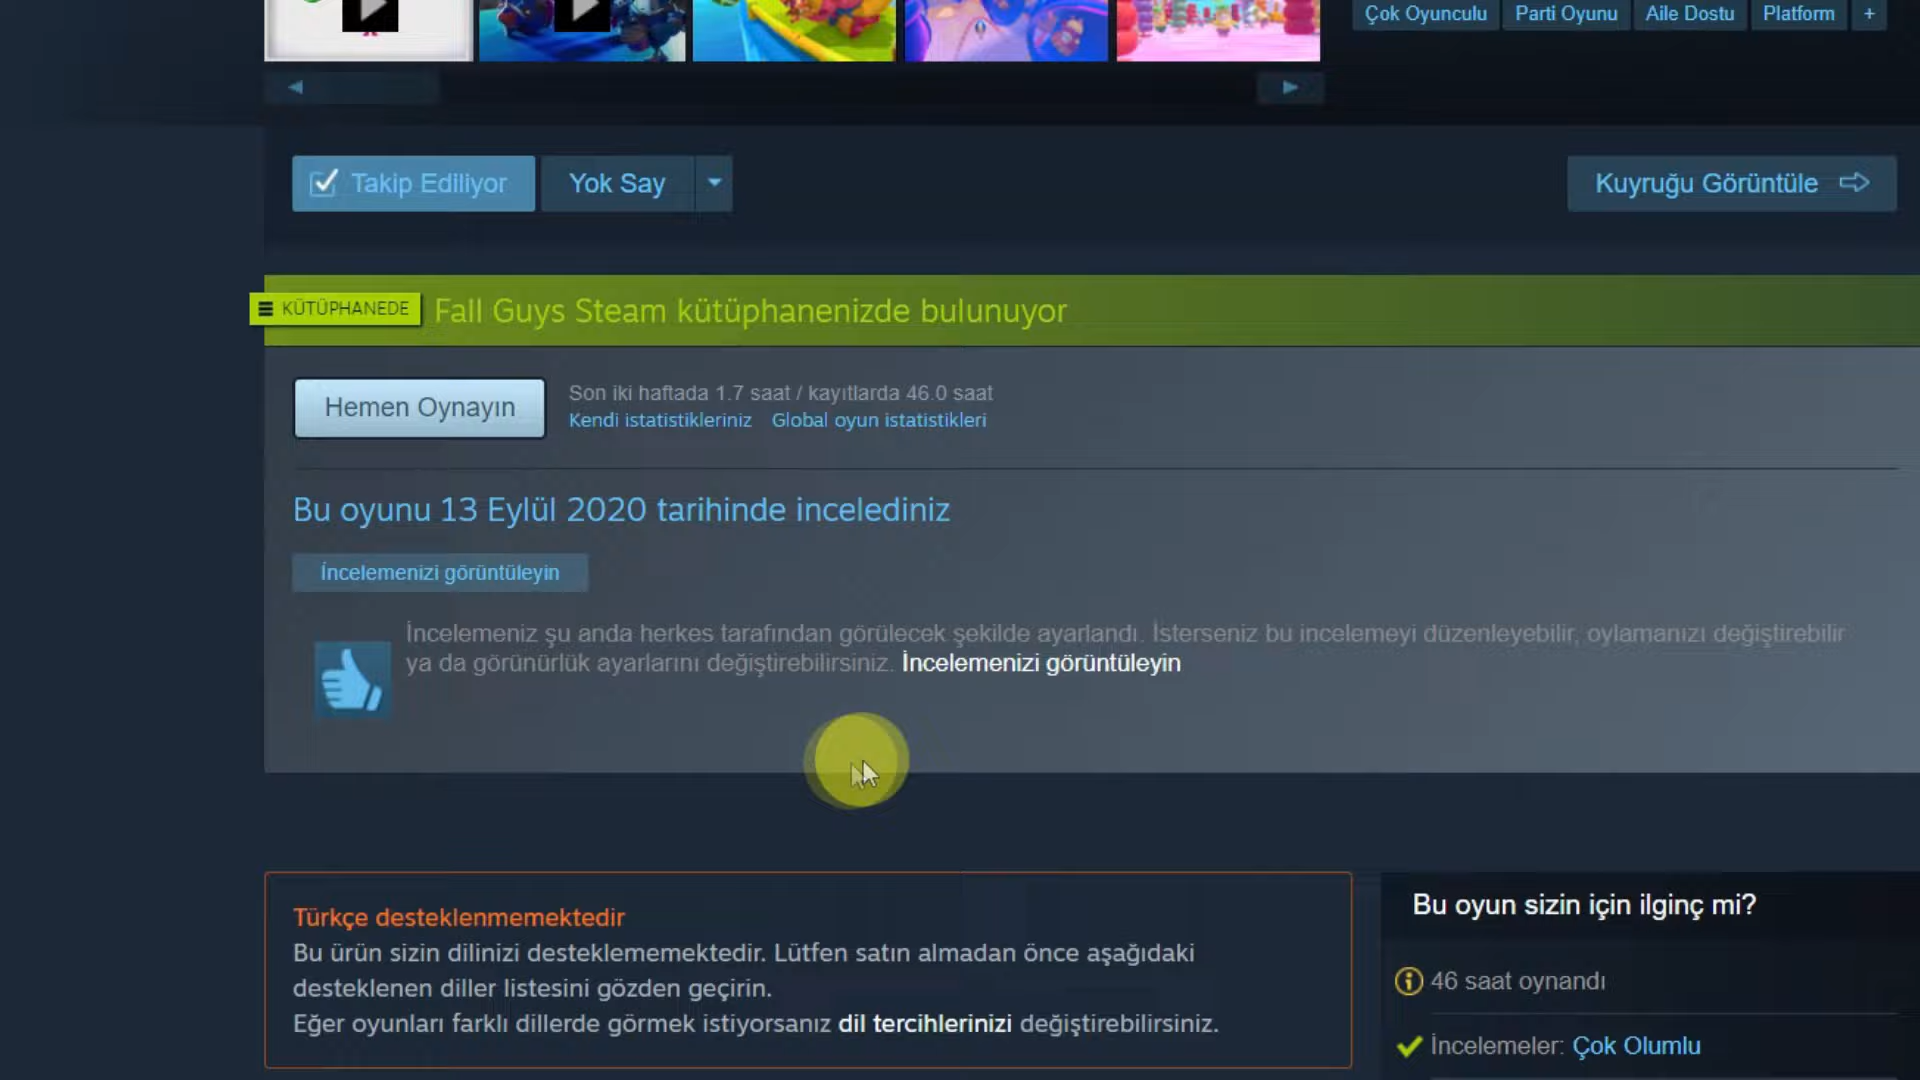 Çok Oyunculu Parti Oyunu Aile Dostu Platform +
Takip Ediliyor Yok Say Kuyruğu Görüntüle
KÜTÜPHANEDE Fall Guys Steam kütüphanenizde bulunuyor
Hemen Oynayın
Son iki haftada 1.7 saat / kayıtlarda 46.0 saat
Kendi istatistikleriniz Global oyun istatistikleri
Bu oyunu 13 Eylül 2020 tarihinde incelediniz
İncelemenizi görüntüleyin
İncelemeniz şu anda herkes tarafından görülecek şekilde ayarlandı. İsterseniz bu incelemeyi düzenleyebilir, oylamanızı değiştirebilir
ya da görünürlük ayarlarını değiştirebilirsiniz. İncelemenizi görüntüleyin
Türkçe desteklenmemektedir
Bu ürün sizin dilinizi desteklememektedir. Lütfen satın almadan önce aşağıdaki
desteklenen diller listesini gözden geçirin.
Eğer oyunları farklı dillerde görmek istiyorsanız dil tercihlerinizi değiştirebilirsiniz.
Bu oyun sizin için ilginç mi?
46 saat oynandı
İncelemeler: Çok Olumlu